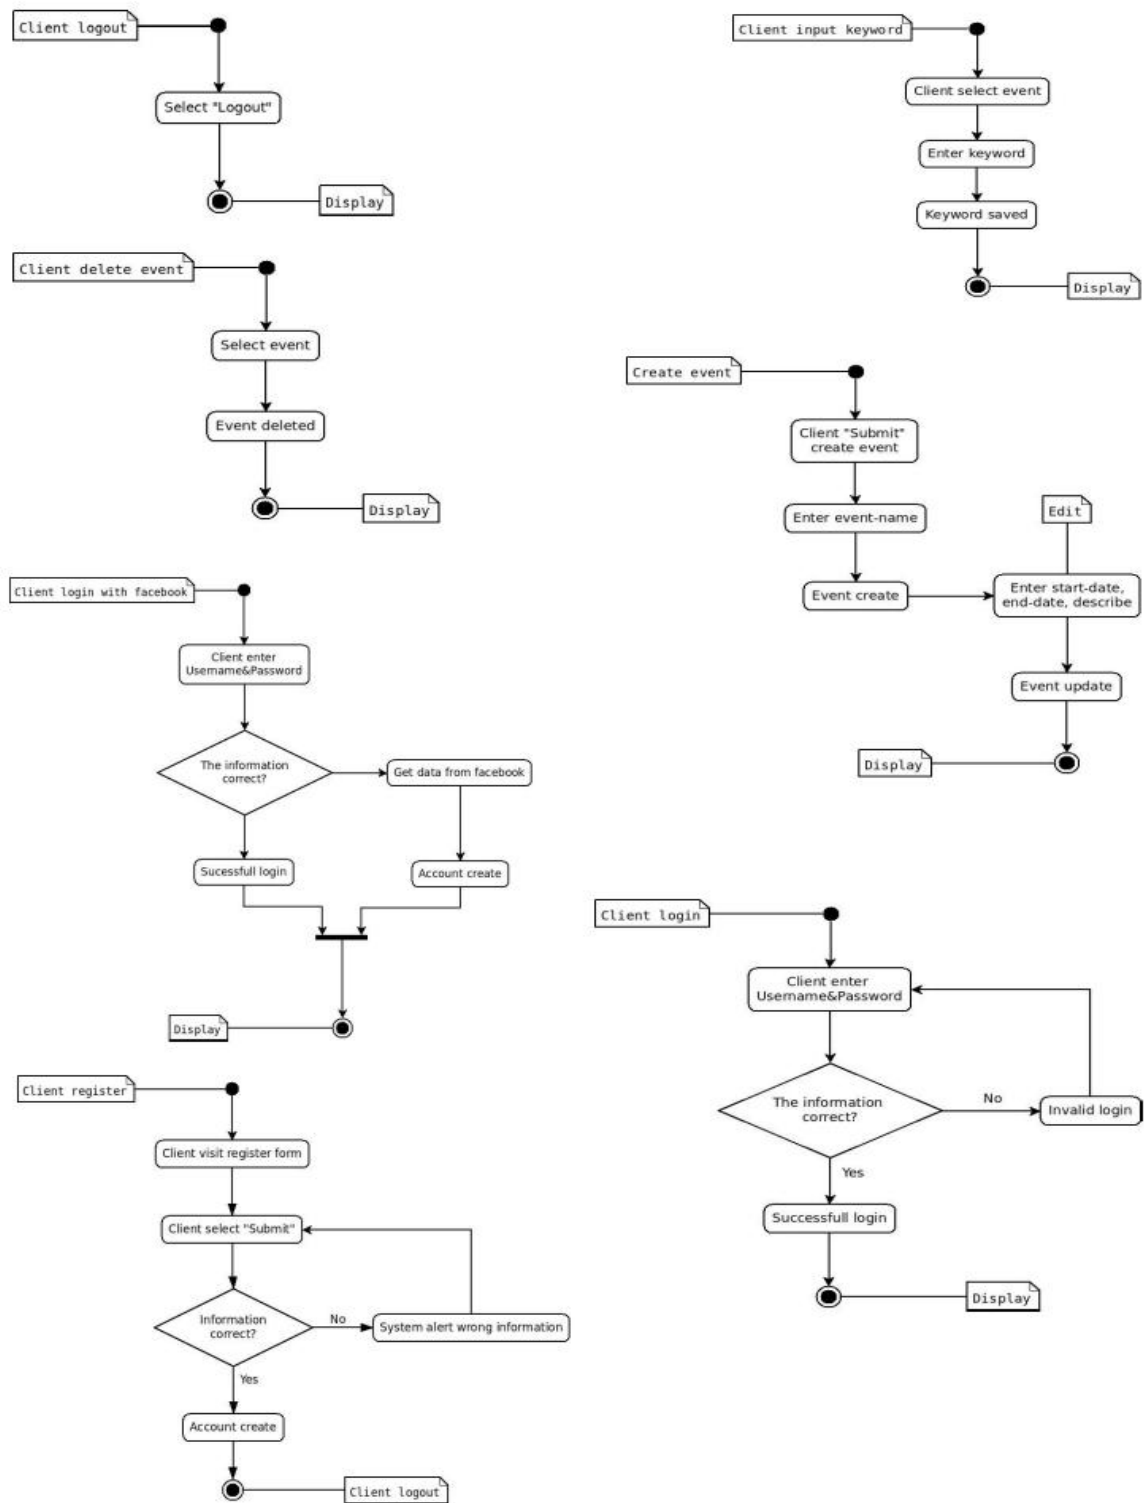 Client logout
Select "Logout"
Display
Client delete event
Select event
Event deleted
Display
Client login with facebook
Client enter
Username&Password
The information
correct?
Get data from facebook
Sucessfull login
Account create
Display
Client register
Client visit register form
Client select "Submit"
Information
correct?
No
System alert wrong information
Yes
Account create
Client logout
Client input keyword
Client select event
Enter keyword
Keyword saved
Display
Create event
Client "Submit"
create event
Enter event-name
Edit
Event create
Enter start-date,
end-date, describe
Event update
Display
Client login
Client enter
Username&Password
The information
correct?
No
Invalid login
Yes
Successfull login
Display